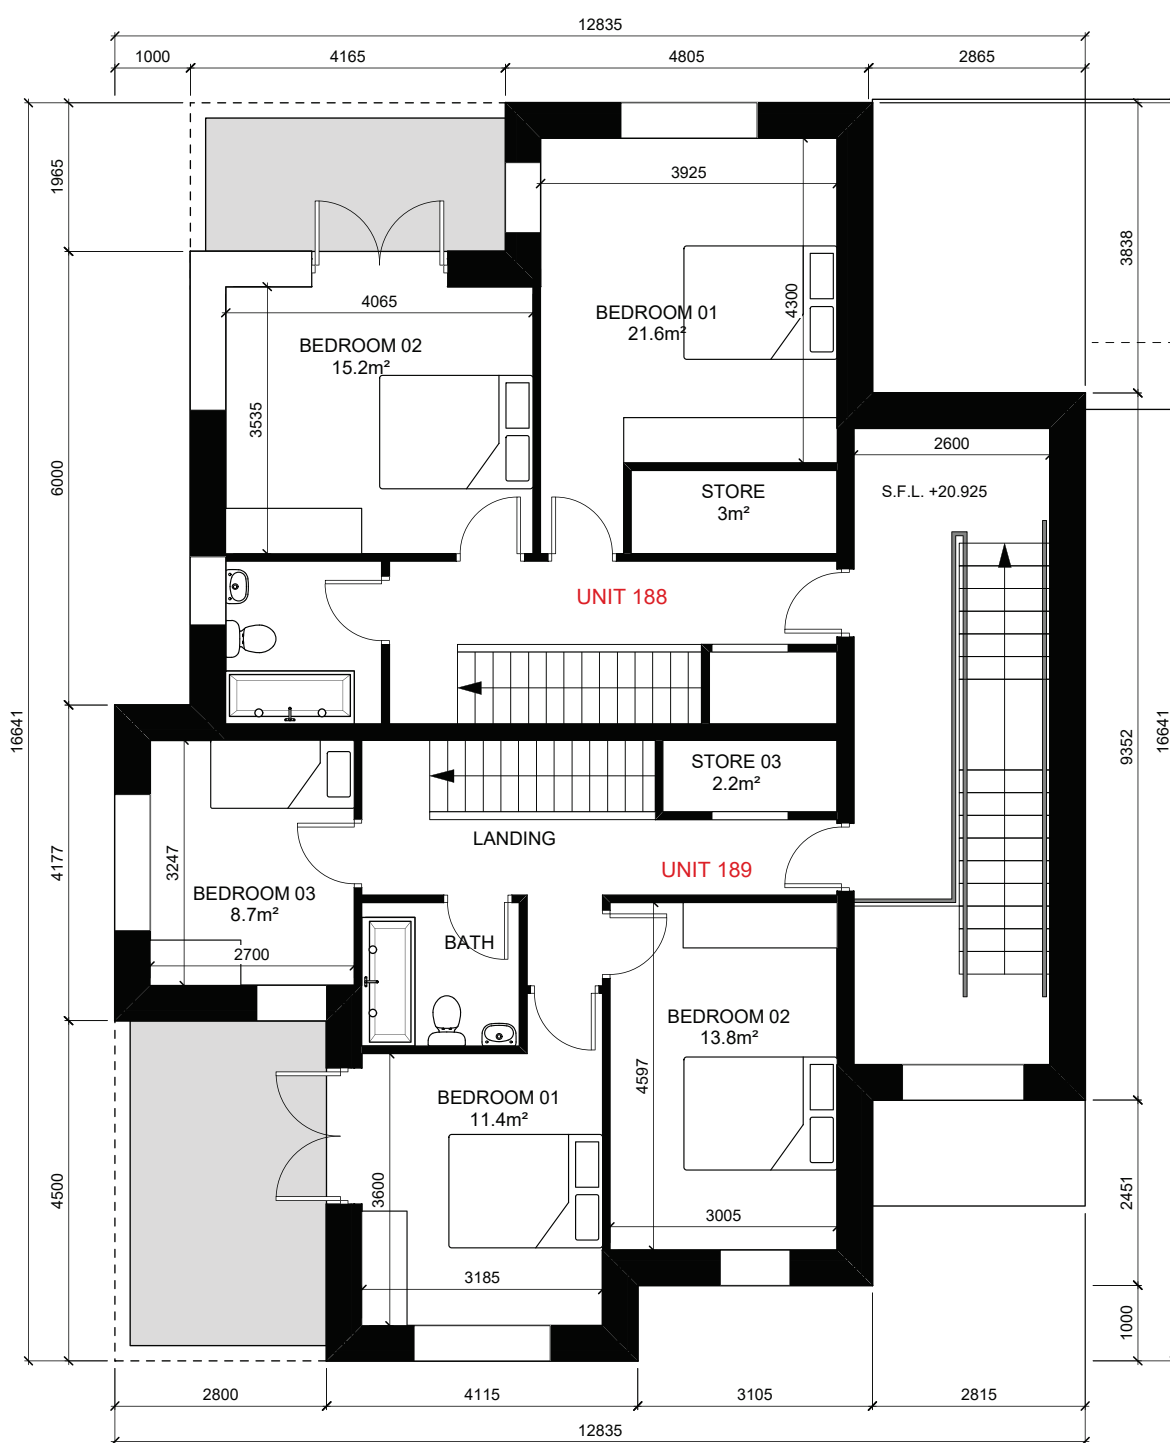 12835
1000
4165
4805
2865
1965
3925
3838
4300
BEDROOM 01
21.6m²
4065
BEDROOM 02
15.2m²
3535
2600
6000
STORE
3m²
S.F.L. +20.925
UNIT 188
16641
16641
9352
STORE 03
2.2m²
LANDING
4177
3247
UNIT 189
BEDROOM 03
8.7m²
BATH
2700
BEDROOM 02
13.8m²
4597
BEDROOM 01
11.4m²
4500
3600
2451
3005
3185
1000
2800
4115
3105
2815
12835